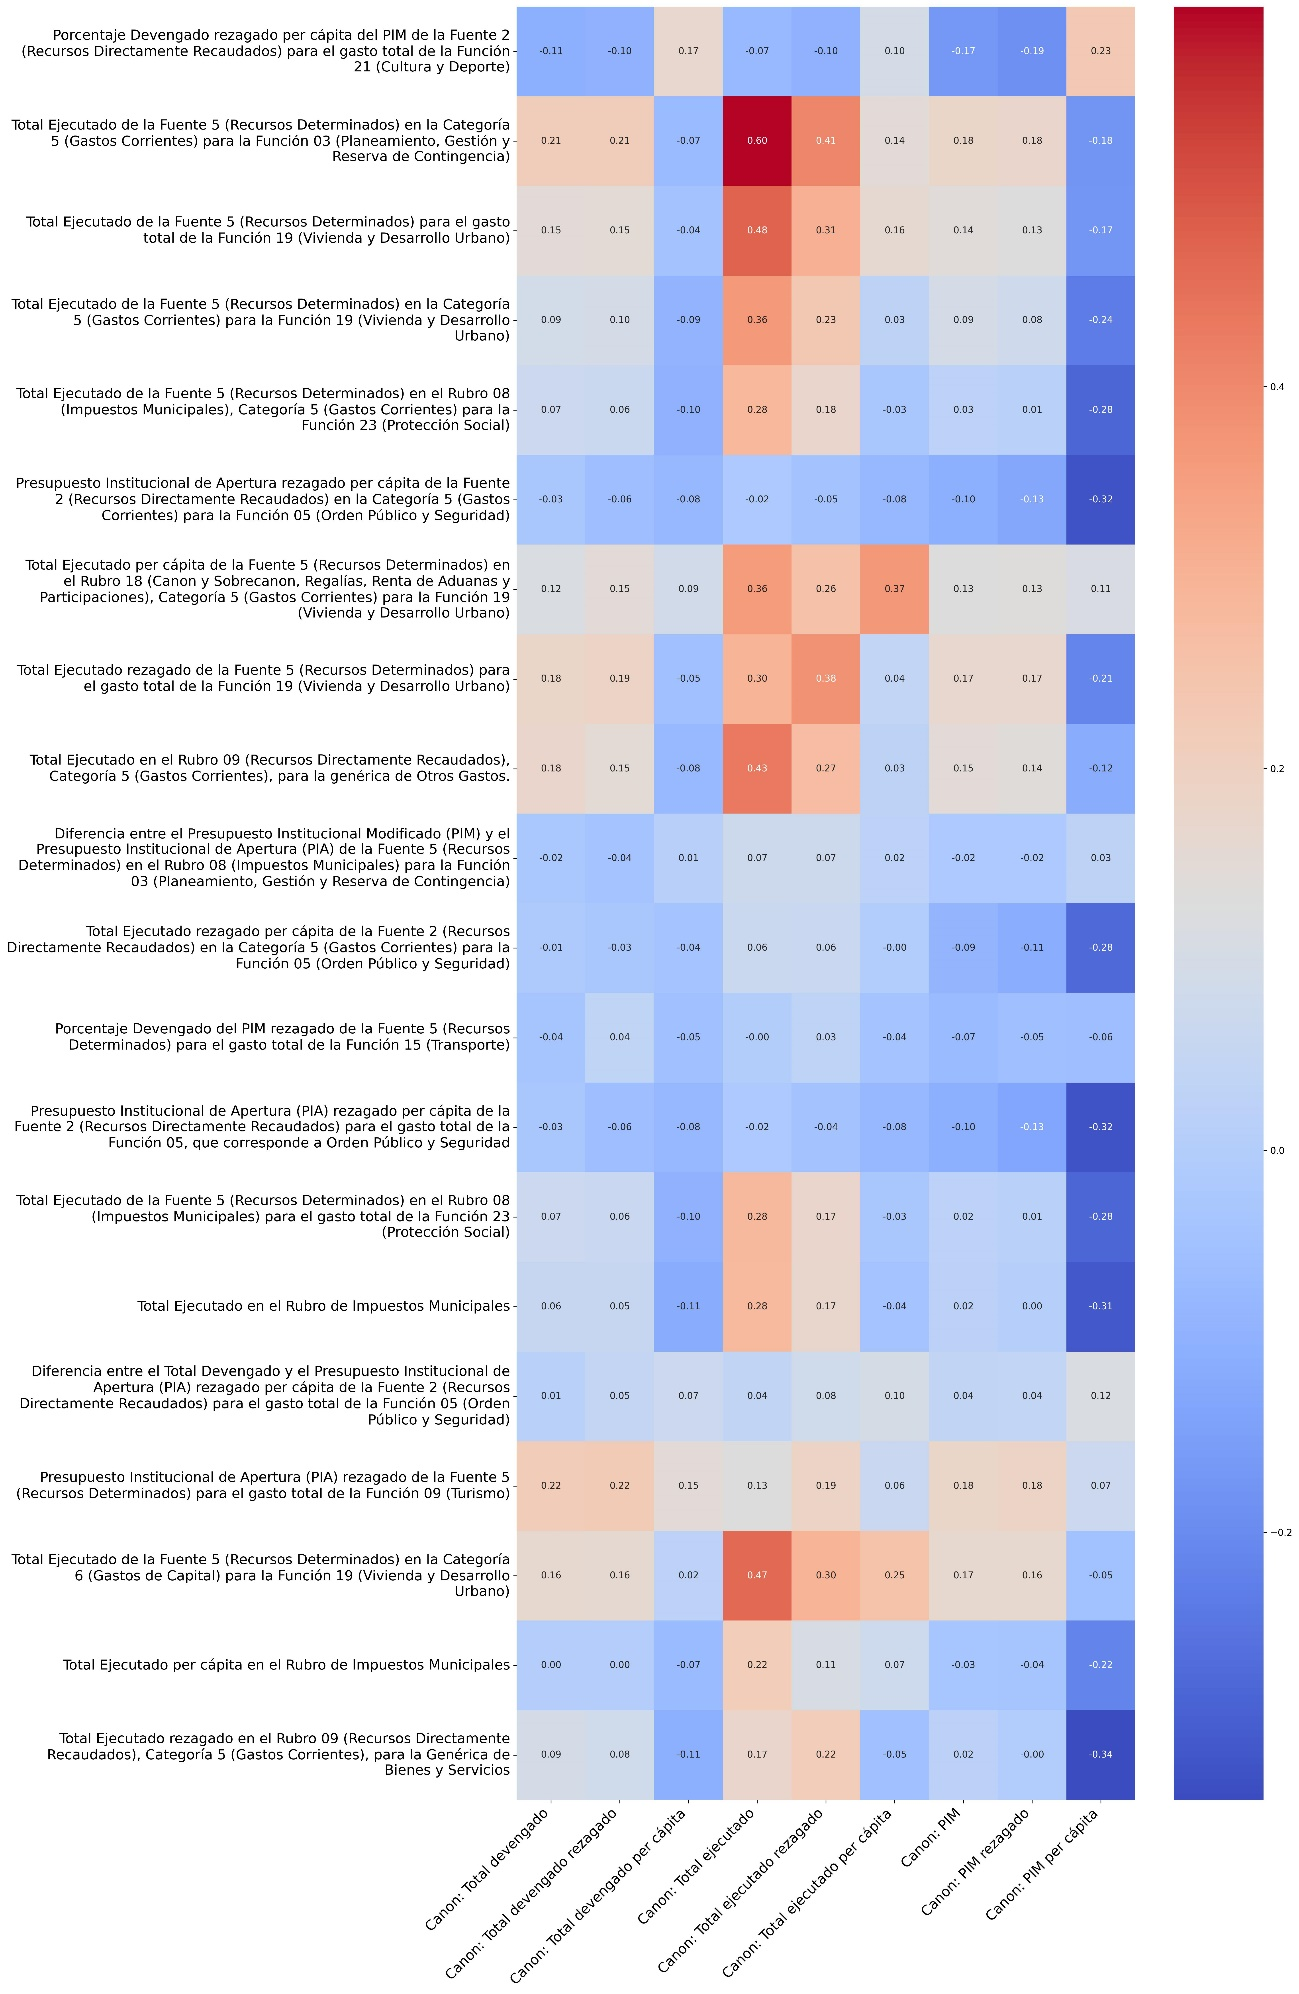 Porcentaje Devengado rezagado per cápita del PIM de la Fuente 2
(Recursos Directamente Recaudados) para el gasto total de la Función
21 (Cultura y Deporte)
-0.11 -0.10 0.17 -0.07 -0.10 0.10 -0.17 -0.19 0.23
Total Ejecutado de la Fuente 5 (Recursos Determinados) en la Categoría
5 (Gastos Corrientes) para la Función 03 (Planeamiento, Gestión y
Reserva de Contingencia)
0.21 0.21 -0.07 0.60 0.41 0.14 0.18 0.18 -0.18
Total Ejecutado de la Fuente 5 (Recursos Determinados) para el gasto
total de la Función 19 (Vivienda y Desarrollo Urbano)
0.15 0.15 -0.04 0.48 0.31 0.16 0.14 0.13 -0.17
Total Ejecutado de la Fuente 5 (Recursos Determinados) en la Categoría
5 (Gastos Corrientes) para la Función 19 (Vivienda y Desarrollo
Urbano)
0.09 0.10 -0.09 0.36 0.23 0.03 0.09 0.08 -0.24
Total Ejecutado de la Fuente 5 (Recursos Determinados) en el Rubro 08
(Impuestos Municipales), Categoría 5 (Gastos Corrientes) para la
Función 23 (Protección Social)
0.07 0.06 -0.10 0.28 0.18 -0.03 0.03 0.01 -0.28
Presupuesto Institucional de Apertura rezagado per cápita de la Fuente
2 (Recursos Directamente Recaudados) en la Categoría 5 (Gastos
Corrientes) para la Función 05 (Orden Público y Seguridad)
-0.03 -0.06 -0.08 -0.02 -0.05 -0.08 -0.10 -0.13 -0.32
Total Ejecutado per cápita de la Fuente 5 (Recursos Determinados) en
el Rubro 18 (Canon y Sobrecanon, Regalías, Renta de Aduanas y
Participaciones), Categoría 5 (Gastos Corrientes) para la Función 19
(Vivienda y Desarrollo Urbano)
0.12 0.15 0.09 0.36 0.26 0.37 0.13 0.13 0.11
Total Ejecutado rezagado de la Fuente 5 (Recursos Determinados) para
el gasto total de la Función 19 (Vivienda y Desarrollo Urbano)
0.18 0.19 -0.05 0.30 0.38 0.04 0.17 0.17 -0.21
Total Ejecutado en el Rubro 09 (Recursos Directamente Recaudados),
Categoría 5 (Gastos Corrientes), para la genérica de Otros Gastos.
0.18 0.15 -0.08 0.43 0.27 0.03 0.15 0.14 -0.12
Diferencia entre el Presupuesto Institucional Modificado (PIM) y el
Presupuesto Institucional de Apertura (PIA) de la Fuente 5 (Recursos
Determinados) en el Rubro 08 (Impuestos Municipales) para la Función
03 (Planeamiento, Gestión y Reserva de Contingencia)
-0.02 -0.04 0.01 0.07 0.07 0.02 -0.02 -0.02 0.03
Total Ejecutado rezagado per cápita de la Fuente 2 (Recursos
Directamente Recaudados) en la Categoría 5 (Gastos Corrientes) para la
Función 05 (Orden Público y Seguridad)
-0.01 -0.03 -0.04 0.06 0.06 -0.00 -0.09 -0.11 -0.28
Porcentaje Devengado del PIM rezagado de la Fuente 5 (Recursos
Determinados) para el gasto total de la Función 15 (Transporte)
-0.04 0.04 -0.05 -0.00 0.03 -0.04 -0.07 -0.05 -0.06
Presupuesto Institucional de Apertura (PIA) rezagado per cápita de la
Fuente 2 (Recursos Directamente Recaudados) para el gasto total de la
Función 05, que corresponde a Orden Público y Seguridad
-0.03 -0.06 -0.08 -0.02 -0.04 -0.08 -0.10 -0.13 -0.32
Total Ejecutado de la Fuente 5 (Recursos Determinados) en el Rubro 08
(Impuestos Municipales) para el gasto total de la Función 23
(Protección Social)
0.07 0.06 -0.10 0.28 0.17 -0.03 0.02 0.01 -0.28
Total Ejecutado en el Rubro de Impuestos Municipales
0.06 0.05 -0.11 0.28 0.17 -0.04 0.02 0.00 -0.31
Diferencia entre el Total Devengado y el Presupuesto Institucional de
Apertura (PIA) rezagado per cápita de la Fuente 2 (Recursos
Directamente Recaudados) para el gasto total de la Función 05 (Orden
Público y Seguridad)
0.01 0.05 0.07 0.04 0.08 0.10 0.04 0.04 0.12
Presupuesto Institucional de Apertura (PIA) rezagado de la Fuente 5
(Recursos Determinados) para el gasto total de la Función 09 (Turismo)
0.22 0.22 0.15 0.13 0.19 0.06 0.18 0.18 0.07
Total Ejecutado de la Fuente 5 (Recursos Determinados) en la Categoría
6 (Gastos de Capital) para la Función 19 (Vivienda y Desarrollo
Urbano)
0.16 0.16 0.02 0.47 0.30 0.25 0.17 0.16 -0.05
Total Ejecutado per cápita en el Rubro de Impuestos Municipales
0.00 0.00 -0.07 0.22 0.11 0.07 -0.03 -0.04 -0.22
Total Ejecutado rezagado en el Rubro 09 (Recursos Directamente
Recaudados), Categoría 5 (Gastos Corrientes), para la Genérica de
Bienes y Servicios
0.09 0.08 -0.11 0.17 0.22 -0.05 0.02 -0.00 -0.34
Canon: Total devengado
Canon: Total devengado rezagado
Canon: Total devengado per cápita
Canon: Total ejecutado
Canon: Total ejecutado rezagado
Canon: Total ejecutado per cápita
Canon: PIM
Canon: PIM rezagado
Canon: PIM per cápita
0.4
0.2
0.0
−0.2